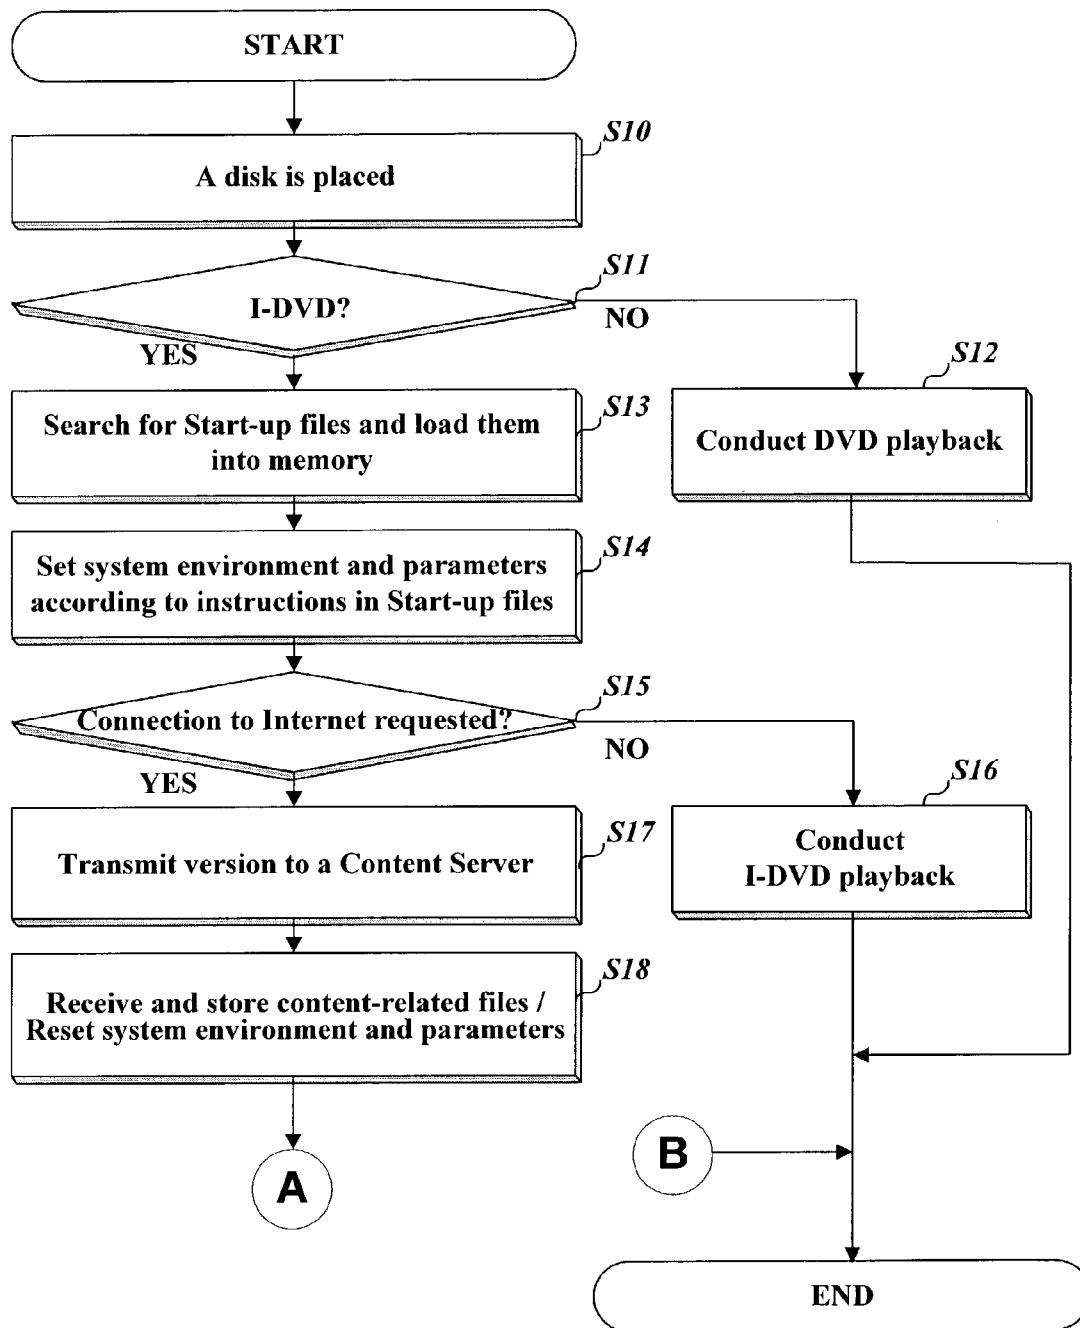 START
S10
A disk is placed
S11
I-DVD?
NO
YES
S12
S13
Search for Start-up files and load them
into memory
Conduct DVD playback
S14
Set system environment and parameters
according to instructions in Start-up files
S15
Connection to Internet requested?
NO
YES
S16
S17
Transmit version to a Content Server
Conduct
I-DVD playback
S18
Receive and store content-related files /
Reset system environment and parameters
B
A
END